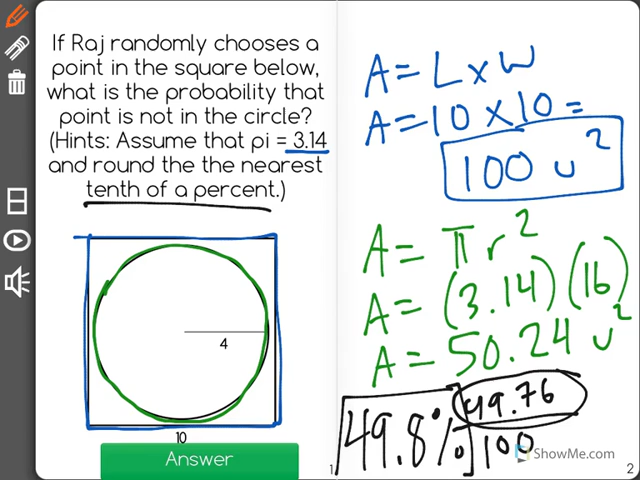 If Raj randomly chooses a
point in the square below,
what is the probability that
point is not in the circle?
(Hints: Assume that pi = 3.14
and round the the nearest
tenth of a percent.)
4
10
Answer
1
A = L x W
A = 10 x 10 =
100 u²
A = π r²
A = (3.14)(16)
A = 50.24 u²
49.8%
49.76
100
ShowMe.com
2